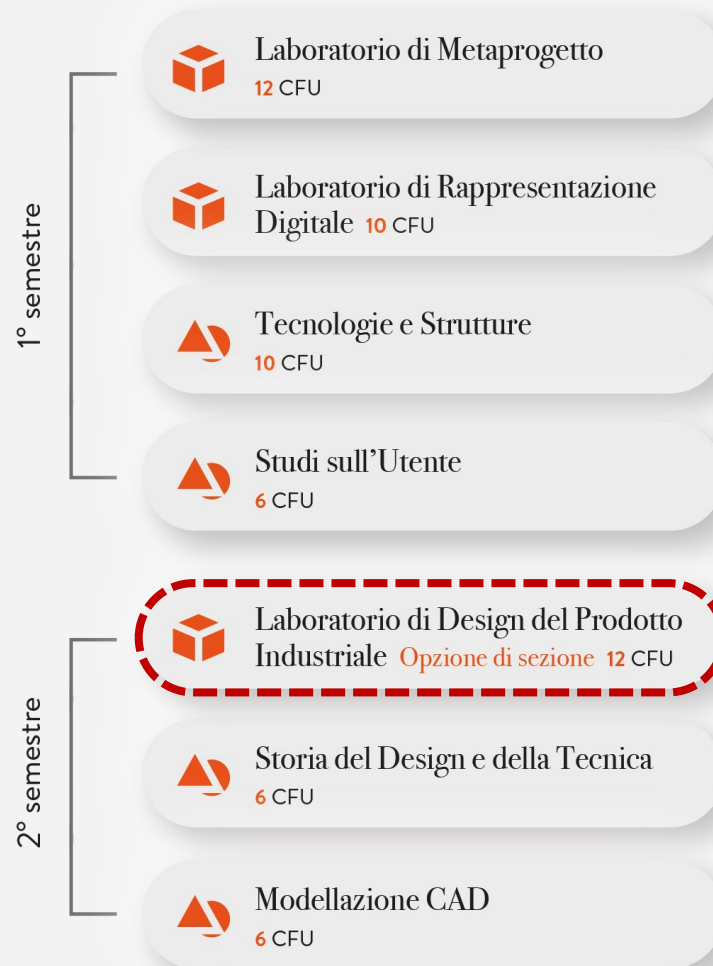 1° semestre
Laboratorio di Metaprogetto
12 CFU
Laboratorio di Rappresentazione
Digitale 10 CFU
Tecnologie e Strutture
10 CFU
Studi sull’Utente
6 CFU
2° semestre
Laboratorio di Design del Prodotto
Industriale Opzione di sezione 12 CFU
Storia del Design e della Tecnica
6 CFU
Modellazione CAD
6 CFU